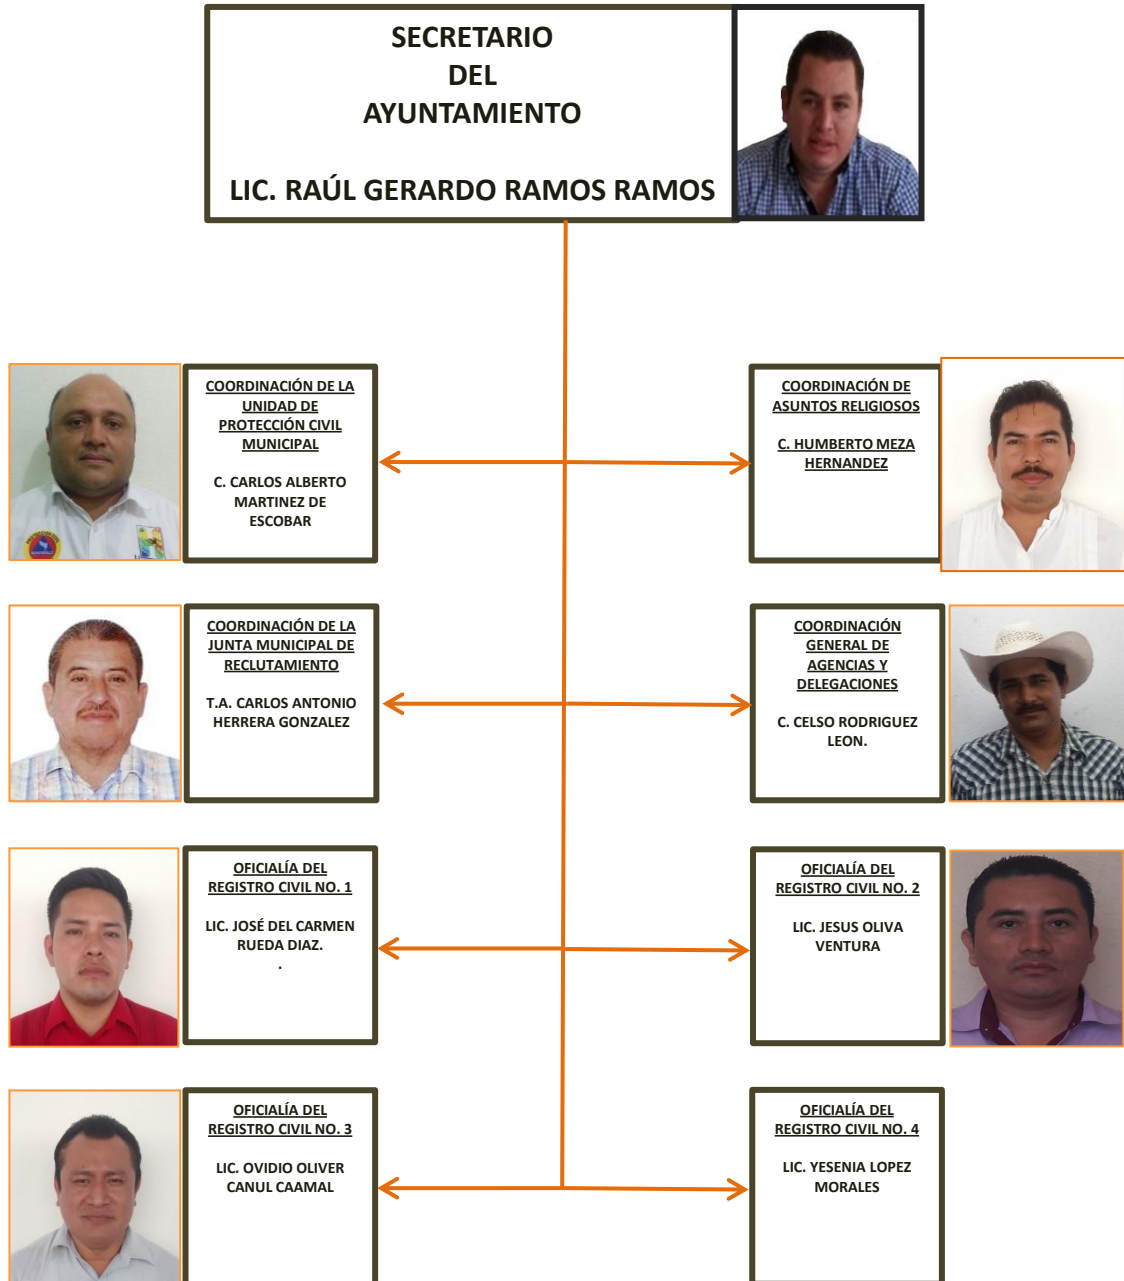 SECRETARIO
DEL
AYUNTAMIENTO
LIC. RAÚL GERARDO RAMOS RAMOS
COORDINACIÓN DE LA
UNIDAD DE
PROTECCIÓN CIVIL
MUNICIPAL
C. CARLOS ALBERTO
MARTINEZ DE
ESCOBAR
COORDINACIÓN DE
ASUNTOS RELIGIOSOS
C. HUMBERTO MEZA
HERNANDEZ
COORDINACIÓN DE LA
JUNTA MUNICIPAL DE
RECLUTAMIENTO
T.A. CARLOS ANTONIO
HERRERA GONZALEZ
COORDINACIÓN
GENERAL DE
AGENCIAS Y
DELEGACIONES
C. CELSO RODRIGUEZ
LEON.
OFICIALÍA DEL
REGISTRO CIVIL NO. 1
LIC. JOSÉ DEL CARMEN
RUEDA DIAZ.
.
OFICIALÍA DEL
REGISTRO CIVIL NO. 2
LIC. JESUS OLIVA
VENTURA
OFICIALÍA DEL
REGISTRO CIVIL NO. 3
LIC. OVIDIO OLIVER
CANUL CAAMAL
OFICIALÍA DEL
REGISTRO CIVIL NO. 4
LIC. YESENIA LOPEZ
MORALES